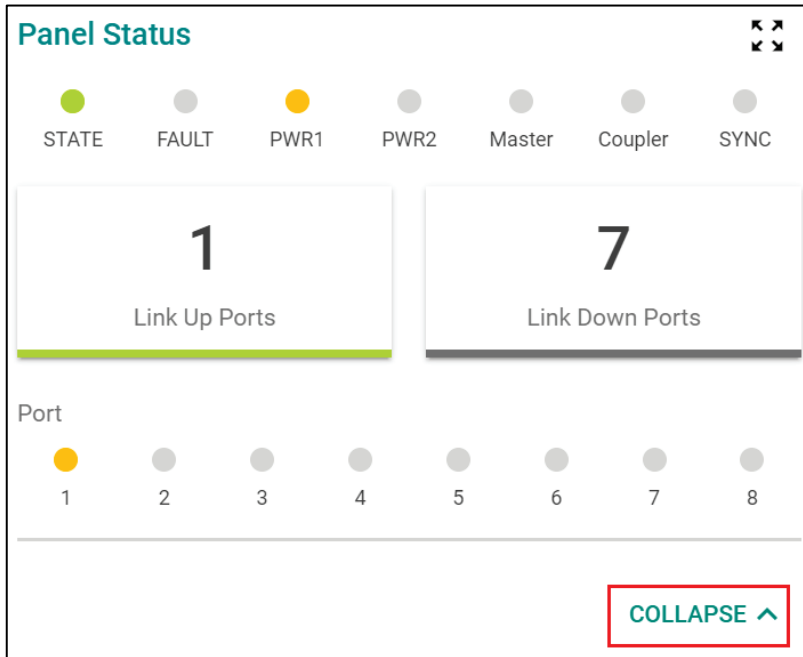 Panel Status
STATE FAULT PWR1 PWR2 Master Coupler SYNC
1 7
Link Up Ports Link Down Ports
Port
1 2 3 4 5 6 7 8
COLLAPSE